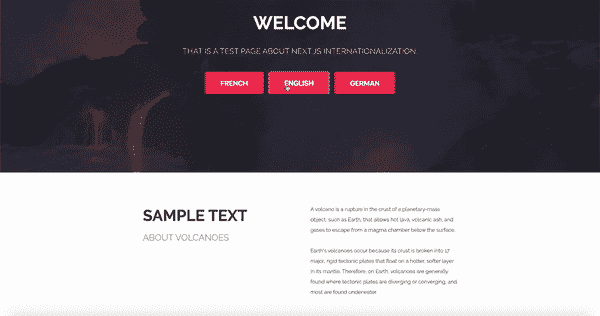 WELCOME
THAT IS A TEST PAGE ABOUT NEXT.JS INTERNATIONALIZATION.
FRENCH
ENGLISH
GERMAN
SAMPLE TEXT
ABOUT VOLCANOES
A volcano is a rupture in the crust of a planetary-mass
object, such as Earth, that allows hot lava, volcanic ash, and
gases to escape from a magma chamber below the surface.
Earth's volcanoes occur because its crust is broken into 17
major, rigid tectonic plates that float on a hotter, softer layer
in its mantle. Therefore, on Earth, volcanoes are generally
found where tectonic plates are diverging or converging, and
most are found underwater.